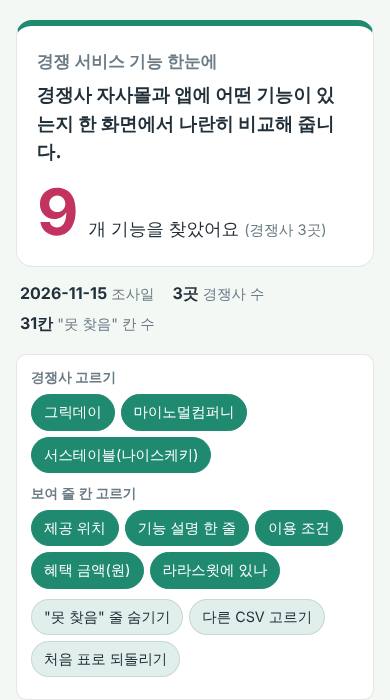 경쟁 서비스 기능 한눈에
경쟁사 자사몰과 앱에 어떤 기능이 있
는지 한 화면에서 나란히 비교해 줍니
다.
9 개 기능을 찾았어요 (경쟁사 3곳)
2026-11-15 조사일 3곳 경쟁사 수
31칸 "못 찾음" 칸 수
경쟁사 고르기
그릭데이 마이노멀컴퍼니
서스테이블(나이스케키)
보여 줄 칸 고르기
제공 위치 기능 설명 한 줄 이용 조건
혜택 금액(원) 라라스윗에 있나
"못 찾음" 줄 숨기기 다른 CSV 고르기
처음 표로 되돌리기